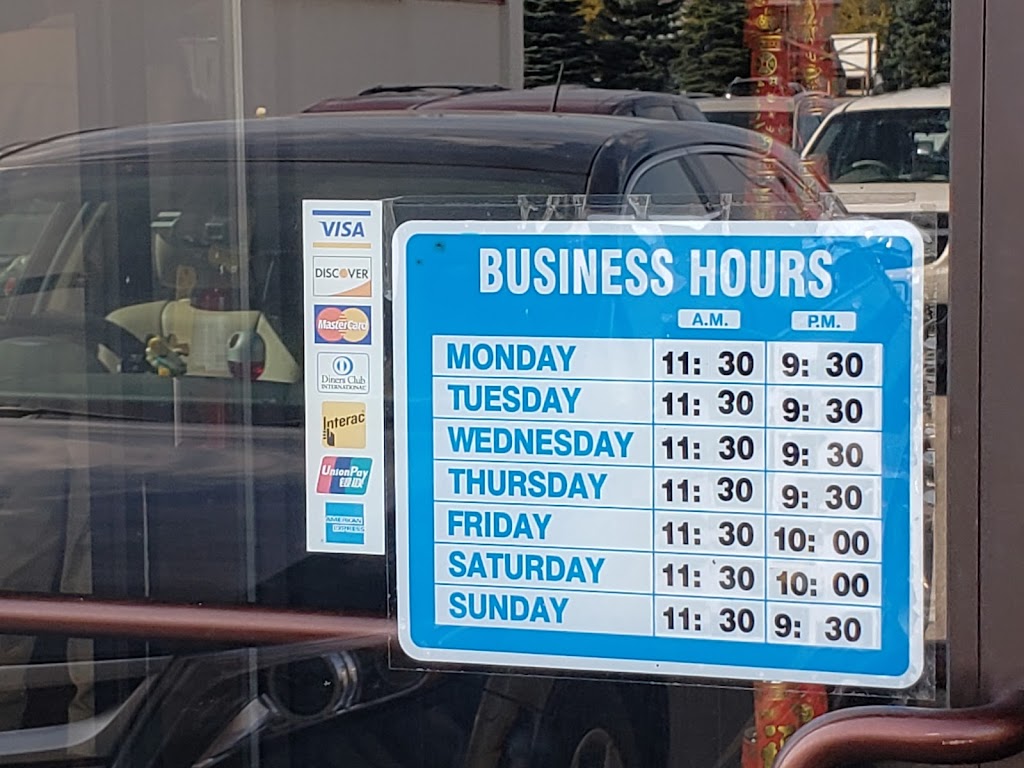 VISA
DISCOVER
MasterCard
Diners Club
INTERNATIONAL
Interac
UnionPay
银联
AMERICAN
EXPRESS
BUSINESS HOURS
A.M. P.M.
MONDAY 11: 30 9: 30
TUESDAY 11: 30 9: 30
WEDNESDAY 11: 30 9: 30
THURSDAY 11: 30 9: 30
FRIDAY 11: 30 10: 00
SATURDAY 11: 30 10: 00
SUNDAY 11: 30 9: 30